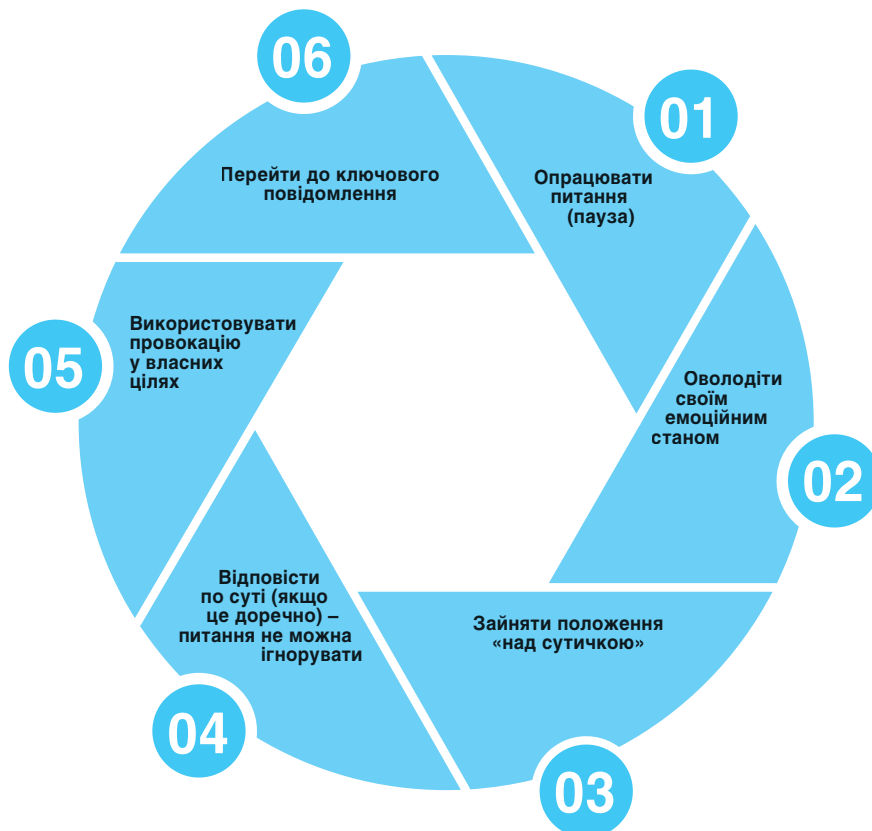 01
Опрацювати
питання
(пауза)
02
Оволодіти
своїм
емоційним
станом
03
Зайняти положення
«над сутичкою»
04
Відповісти
по суті (якщо
це доречно) –
питання не можна
ігнорувати
05
Використовувати
провокацію
у власних
цілях
06
Перейти до ключового
повідомлення